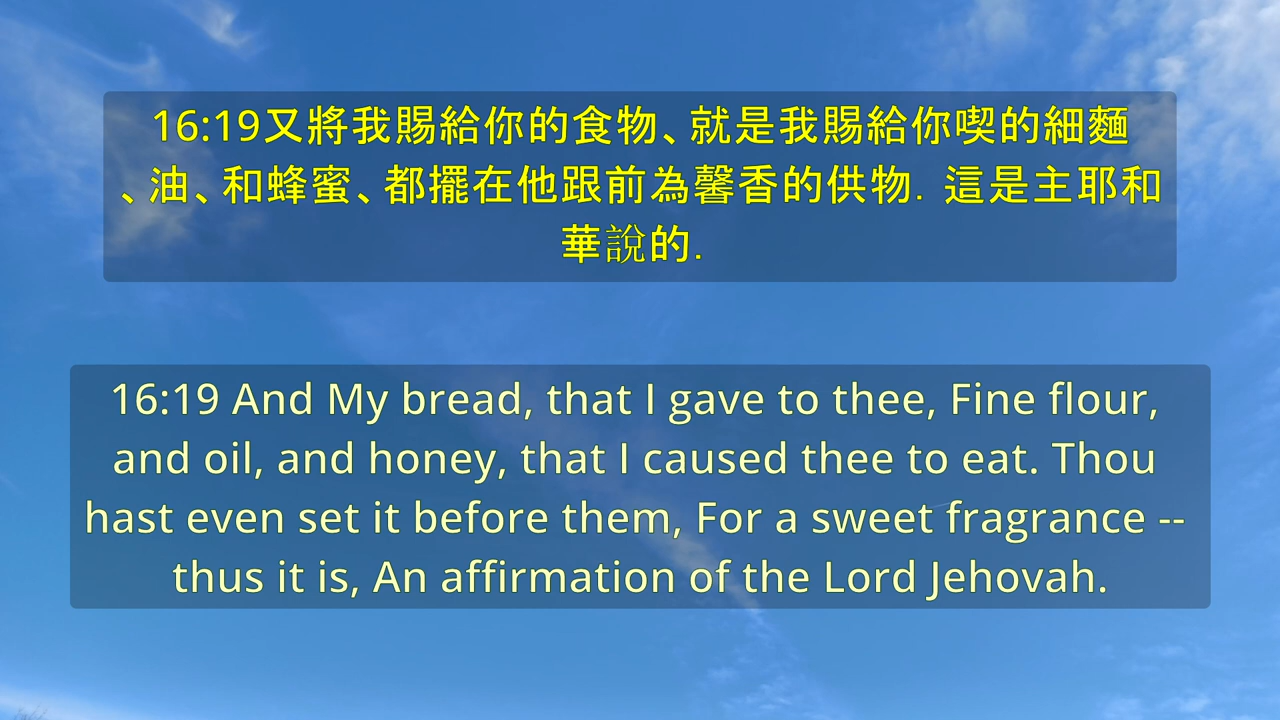 16:19又將我賜給你的食物、就是我賜給你喫的細麵
、油、和蜂蜜、都擺在他跟前為馨香的供物. 這是主耶和
華說的.
16:19 And My bread, that I gave to thee, Fine flour,
and oil, and honey, that I caused thee to eat. Thou
hast even set it before them, For a sweet fragrance --
thus it is, An affirmation of the Lord Jehovah.